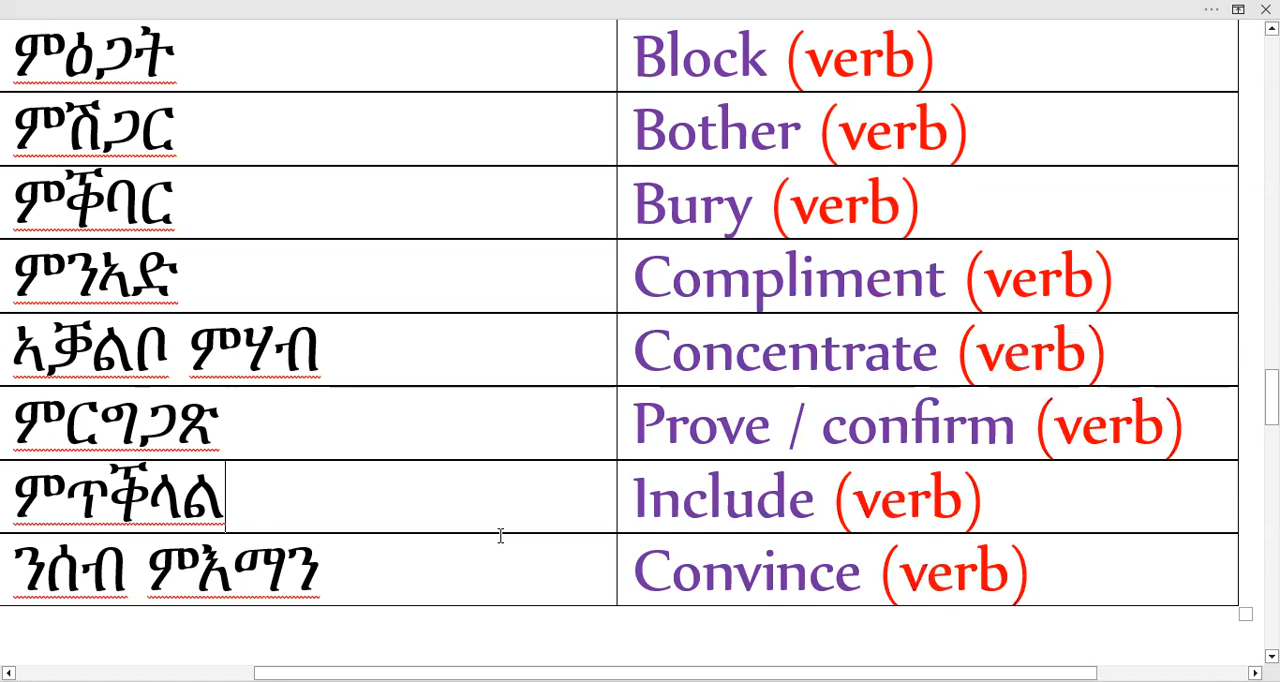 ምዕጋት Block (verb)
ምሽጋር Bother (verb)
ምቕባር Bury (verb)
ምንኣድ Compliment (verb)
ኣቓልቦ ምሃብ Concentrate (verb)
ምርግጋጽ Prove / confirm (verb)
ምጥቕላል Include (verb)
ንሰብ ምእማን Convince (verb)